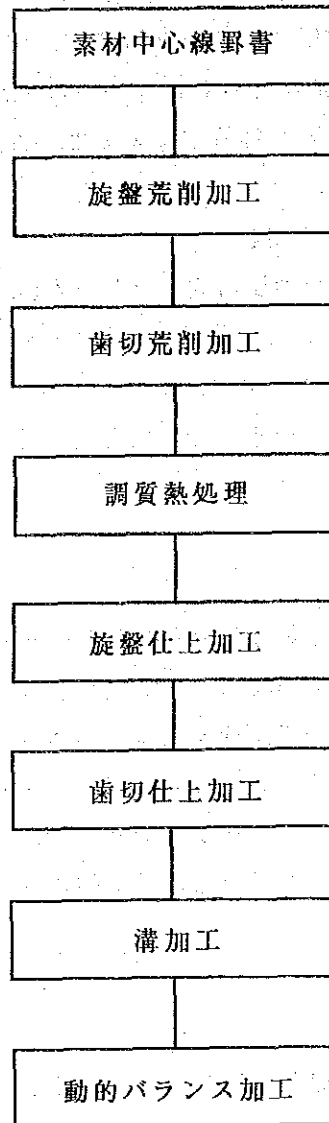 素材中心線罫書
旋盤荒削加工
歯切荒削加工
調質熱処理
旋盤仕上加工
歯切仕上加工
溝加工
動的バランス加工